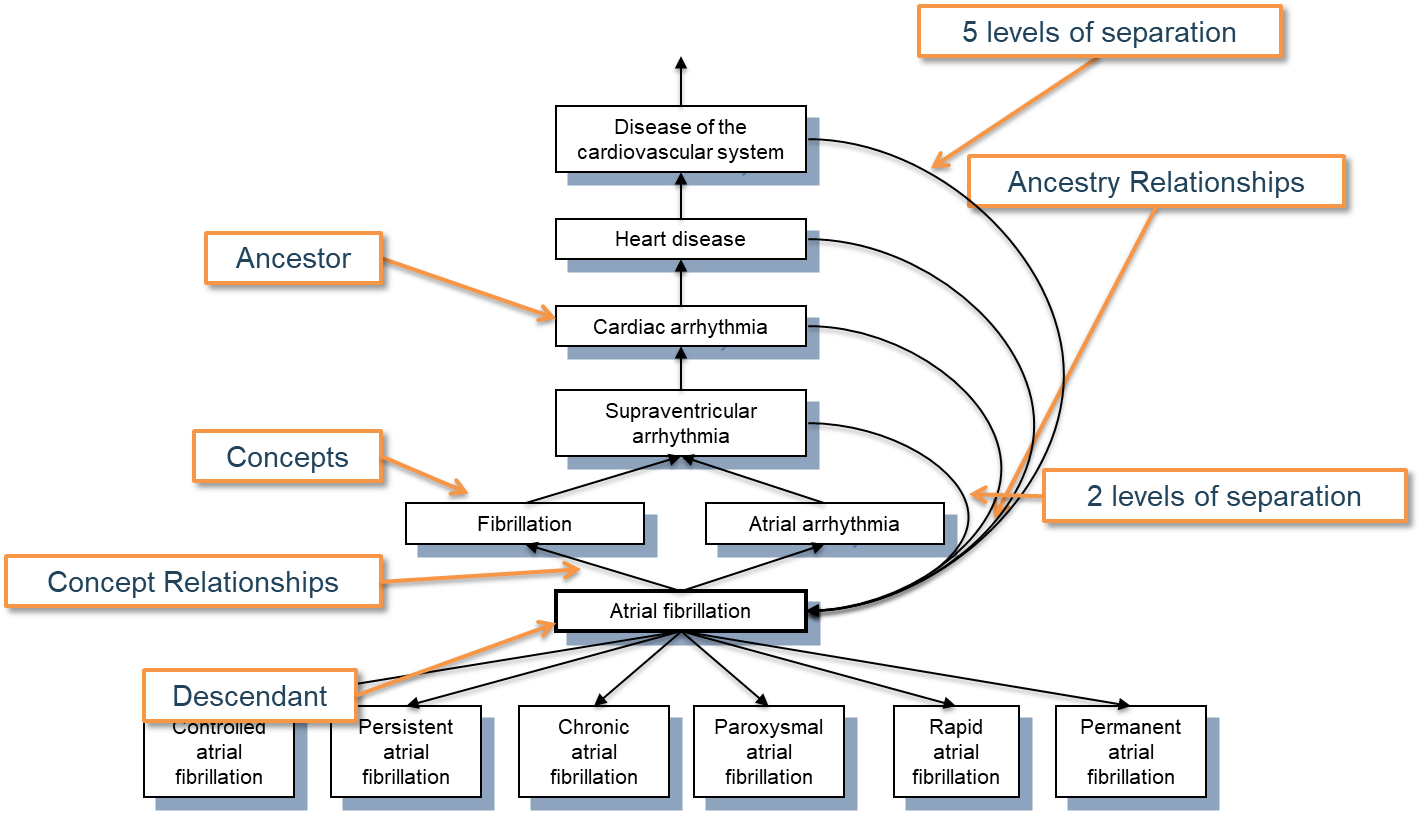 5 levels of separation
Disease of the
cardiovascular system
Ancestry Relationships
Heart disease
Ancestor
Cardiac arrhythmia
Supraventricular
arrhythmia
Concepts
2 levels of separation
Fibrillation
Atrial arrhythmia
Concept Relationships
Atrial fibrillation
Descendant
Controlled
atrial
fibrillation
Persistent
atrial
fibrillation
Chronic
atrial
fibrillation
Paroxysmal
atrial
fibrillation
Rapid
atrial
fibrillation
Permanent
atrial
fibrillation